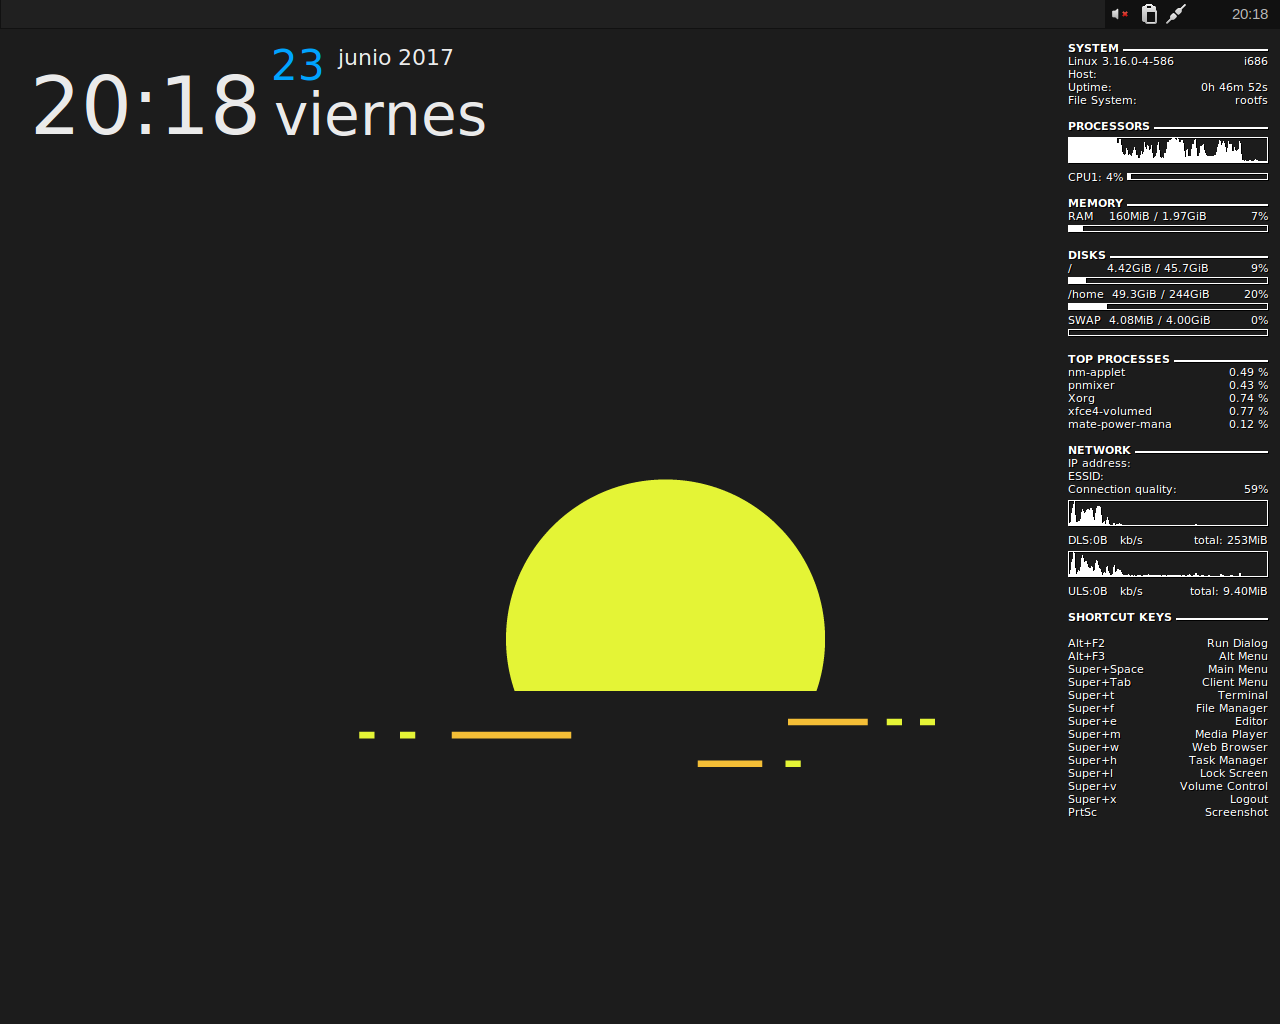 20:18
20:18
23
junio 2017
viernes
SYSTEM
Linux 3.16.0-4-586 i686
Host:
Uptime: 0h 46m 52s
File System: rootfs
PROCESSORS
CPU1: 4%
MEMORY
RAM 160MiB / 1.97GiB 7%
DISKS
/ 4.42GiB / 45.7GiB 9%
/home 49.3GiB / 244GiB 20%
SWAP 4.08MiB / 4.00GiB 0%
TOP PROCESSES
nm-applet 0.49 %
pnmixer 0.43 %
Xorg 0.74 %
xfce4-volumed 0.77 %
mate-power-mana 0.12 %
NETWORK
IP address:
ESSID:
Connection quality: 59%
DLS:0B kb/s total: 253MiB
ULS:0B kb/s total: 9.40MiB
SHORTCUT KEYS
Alt+F2 Run Dialog
Alt+F3 Alt Menu
Super+Space Main Menu
Super+Tab Client Menu
Super+t Terminal
Super+f File Manager
Super+e Editor
Super+m Media Player
Super+w Web Browser
Super+h Task Manager
Super+l Lock Screen
Super+v Volume Control
Super+x Logout
PrtSc Screenshot